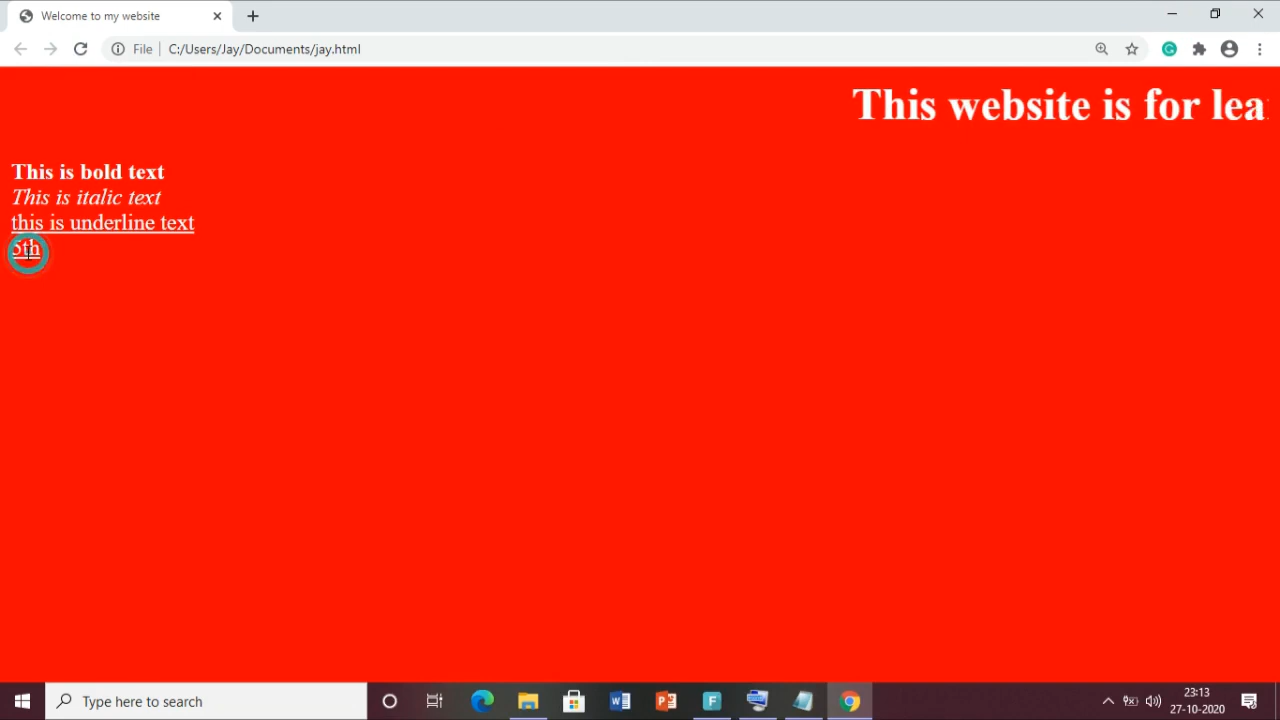 Welcome to my website
File
C:/Users/Jay/Documents/jay.html
This website is for lea
This is bold text
This is italic text
this is underline text
5th
Type here to search
23:13
27-10-2020